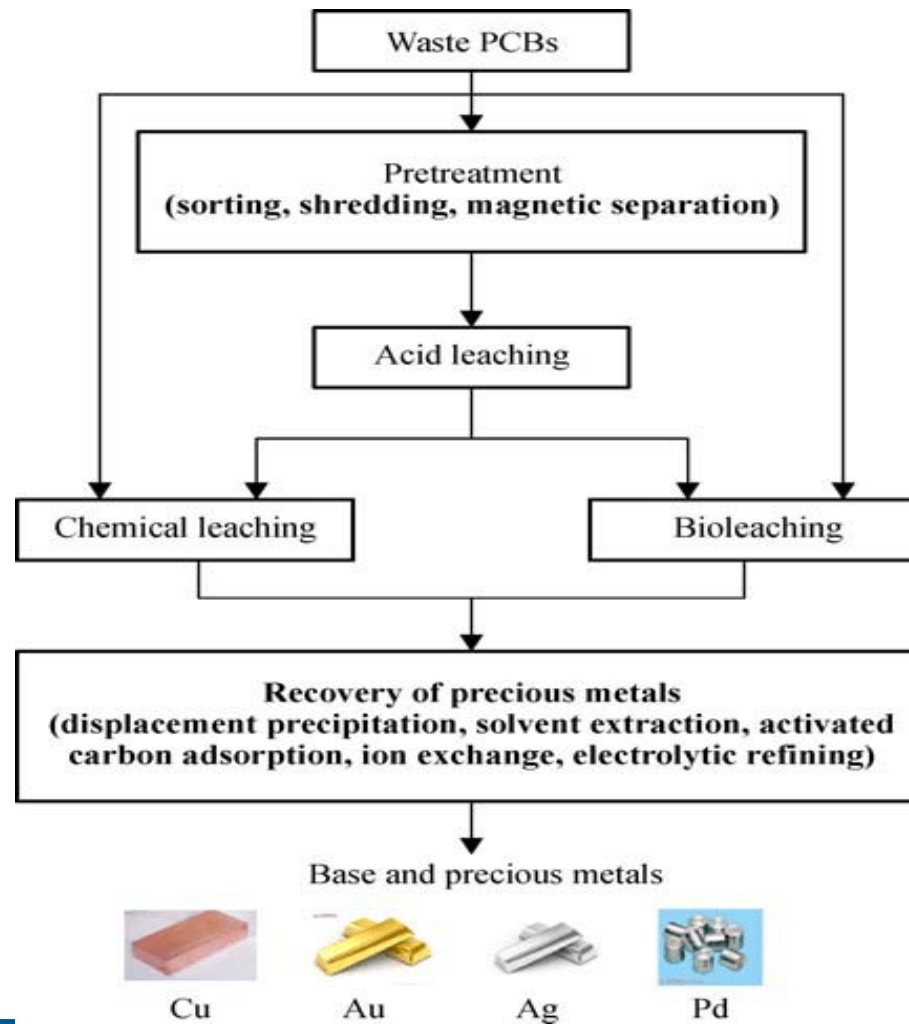 Waste PCBs
Pretreatment
(sorting, shredding, magnetic separation)
Acid leaching
Chemical leaching
Bioleaching
Recovery of precious metals
(displacement precipitation, solvent extraction, activated
carbon adsorption, ion exchange, electrolytic refining)
Base and precious metals
Cu
Au
Ag
Pd